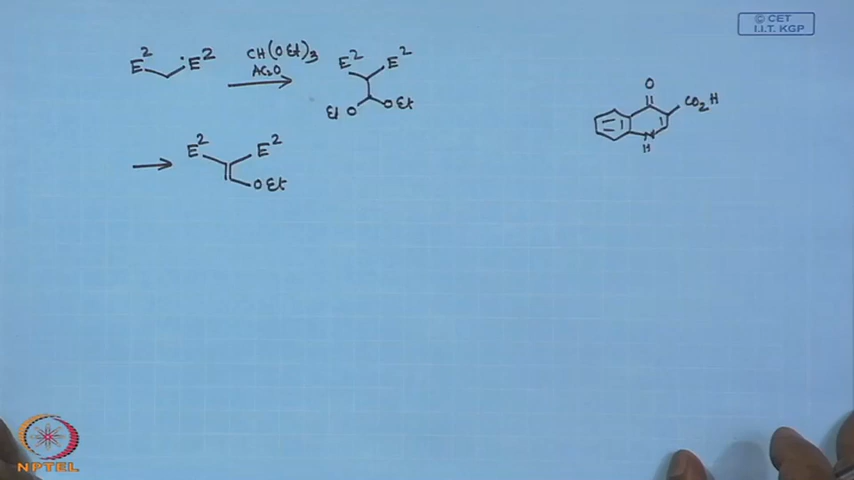 © CET
I.I.T. KGP
E² E² CH(OEt)₃
Ac₂O
E² E²
EtO OEt
E² E²
OEt
O
CO₂H
N
H
NPTEL